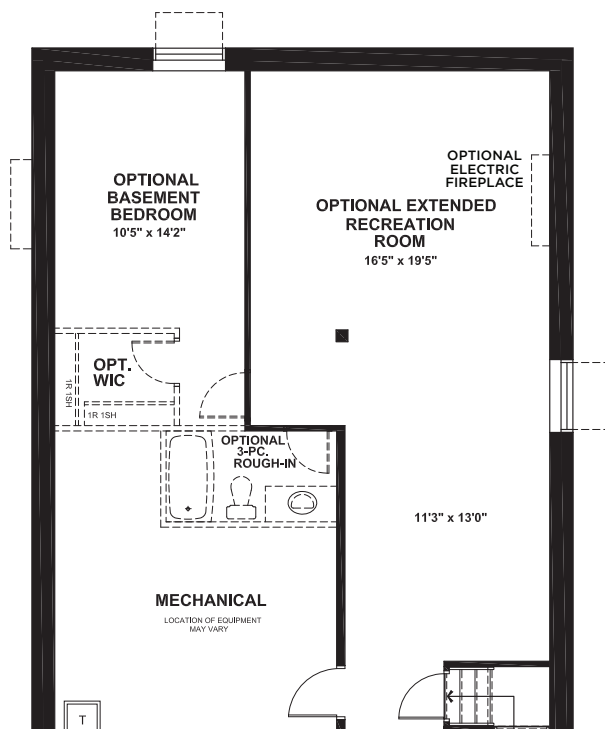 OPTIONAL
BASEMENT
BEDROOM
10'5" x 14'2"
OPTIONAL
ELECTRIC
FIREPLACE
OPTIONAL EXTENDED
RECREATION
ROOM
16'5" x 19'5"
OPT.
WIC
1R 1SH
1R 1SH
OPTIONAL
3-PC.
ROUGH-IN
11'3" x 13'0"
MECHANICAL
LOCATION OF EQUIPMENT
MAY VARY
T